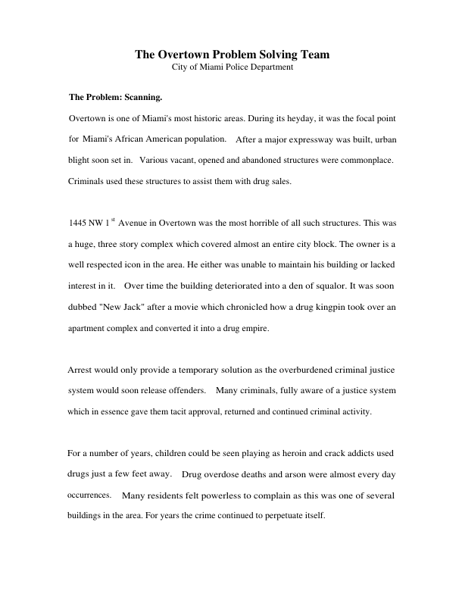 The Overtown Problem Solving Team
City of Miami Police Department
The Problem: Scanning.
Overtown is one of Miami's most historic areas. During its heyday, it was the focal point
for Miami's African American population. After a major expressway was built, urban
blight soon set in. Various vacant, opened and abandoned structures were commonplace.
Criminals used these structures to assist them with drug sales.
1445 NW 1st Avenue in Overtown was the most horrible of all such structures. This was
a huge, three story complex which covered almost an entire city block. The owner is a
well respected icon in the area. He either was unable to maintain his building or lacked
interest in it. Over time the building deteriorated into a den of squalor. It was soon
dubbed "New Jack" after a movie which chronicled how a drug kingpin took over an
apartment complex and converted it into a drug empire.
Arrest would only provide a temporary solution as the overburdened criminal justice
system would soon release offenders. Many criminals, fully aware of a justice system
which in essence gave them tacit approval, returned and continued criminal activity.
For a number of years, children could be seen playing as heroin and crack addicts used
drugs just a few feet away. Drug overdose deaths and arson were almost every day
occurrences. Many residents felt powerless to complain as this was one of several
buildings in the area. For years the crime continued to perpetuate itself.